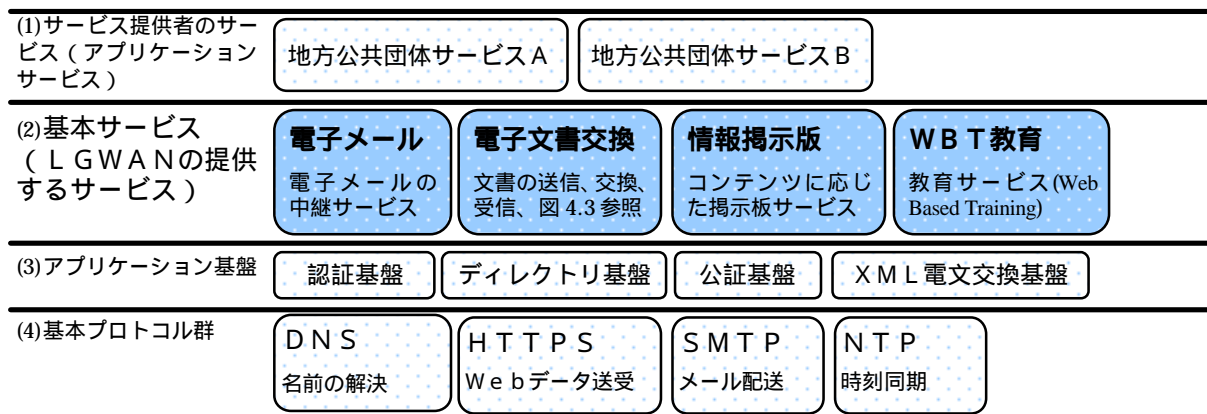 (1)サービス提供者のサー
ビス（アプリケーション
サービス）
地方公共団体サービスＡ
地方公共団体サービスＢ
(2)基本サービス
（ＬＧＷＡＮの提供
するサービス）
電子メール
電子メールの
中継サービス
電子文書交換
文書の送信、交換、
受信、図 4.3 参照
情報掲示版
コンテンツに応じ
た掲示板サービス
ＷＢＴ教育
教育サービス(Web
Based Training)
(3)アプリケーション基盤
認証基盤
ディレクトリ基盤
公証基盤
ＸＭＬ電文交換基盤
(4)基本プロトコル群
ＤＮＳ
名前の解決
ＨＴＴＰＳ
Ｗｅｂデータ送受
ＳＭＴＰ
メール配送
ＮＴＰ
時刻同期